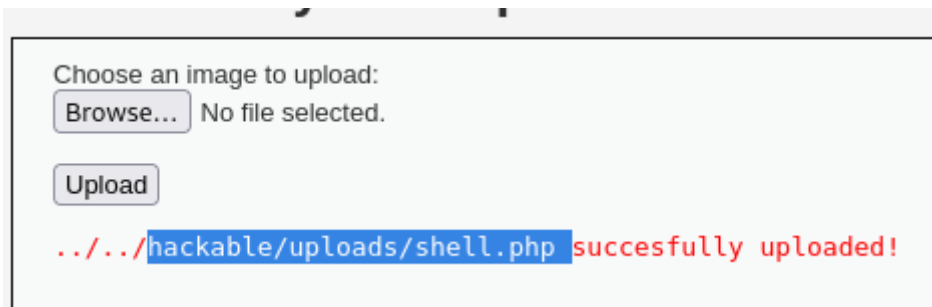 Choose an image to upload:
Browse... No file selected.
Upload
../../hackable/uploads/shell.php succesfully uploaded!